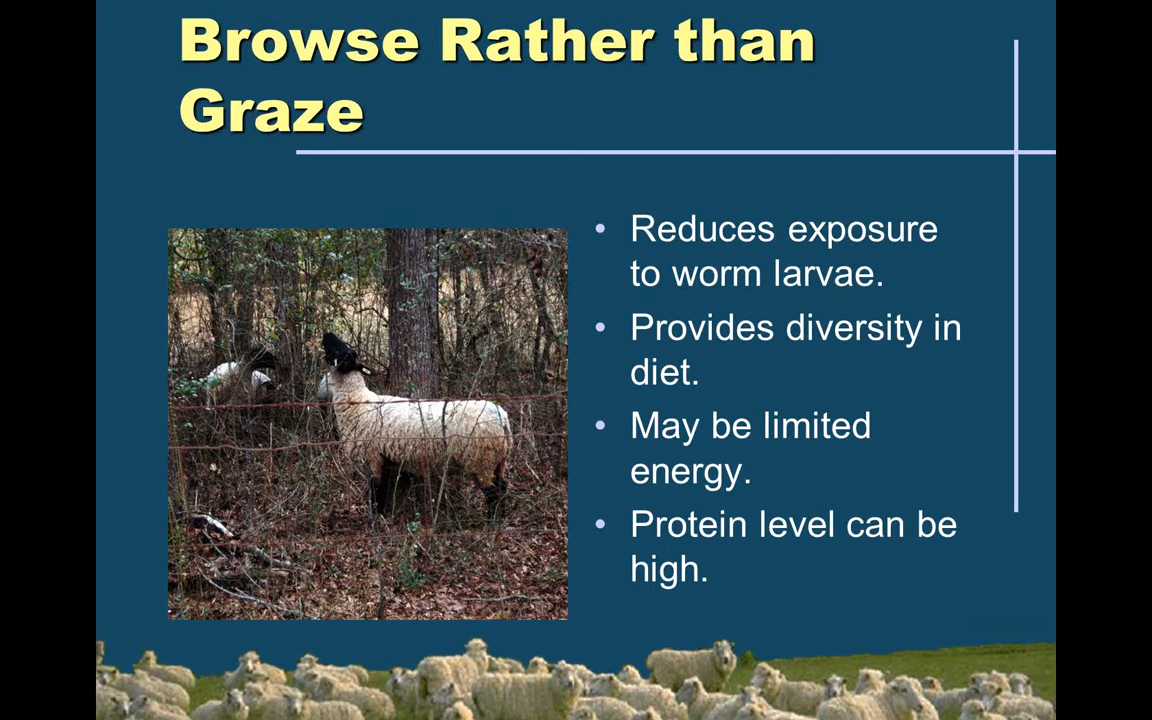 Browse Rather than
Graze
• Reduces exposure
to worm larvae.
• Provides diversity in
diet.
• May be limited
energy.
• Protein level can be
high.